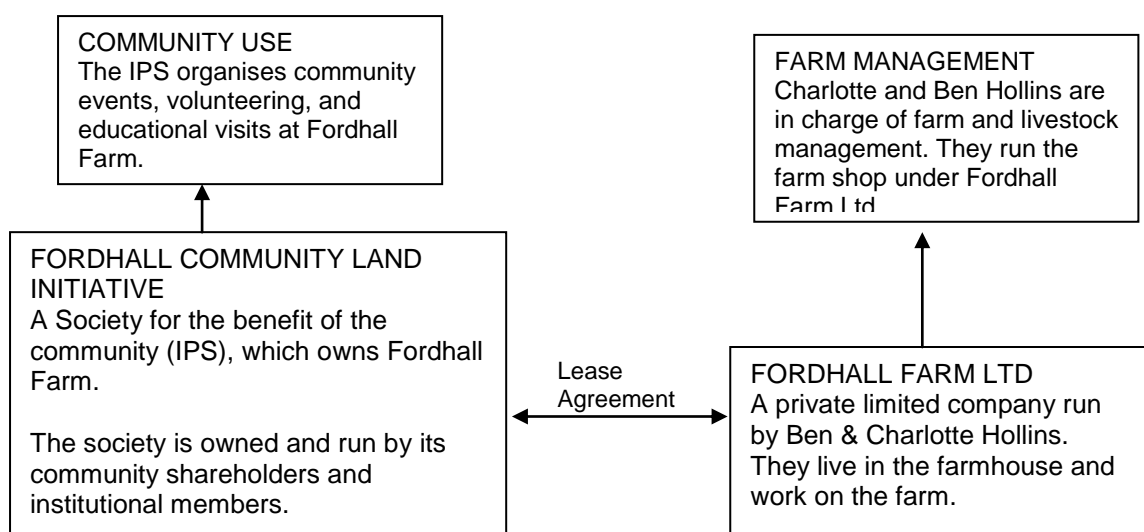 COMMUNITY USE
The IPS organises community
events, volunteering, and
educational visits at Fordhall
Farm.
FARM MANAGEMENT
Charlotte and Ben Hollins are
in charge of farm and livestock
management. They run the
farm shop under Fordhall
Farm Ltd
FORDHALL COMMUNITY LAND
INITIATIVE
A Society for the benefit of the
community (IPS), which owns Fordhall
Farm.
The society is owned and run by its
community shareholders and
institutional members.
Lease
Agreement
FORDHALL FARM LTD
A private limited company run
by Ben & Charlotte Hollins.
They live in the farmhouse and
work on the farm.